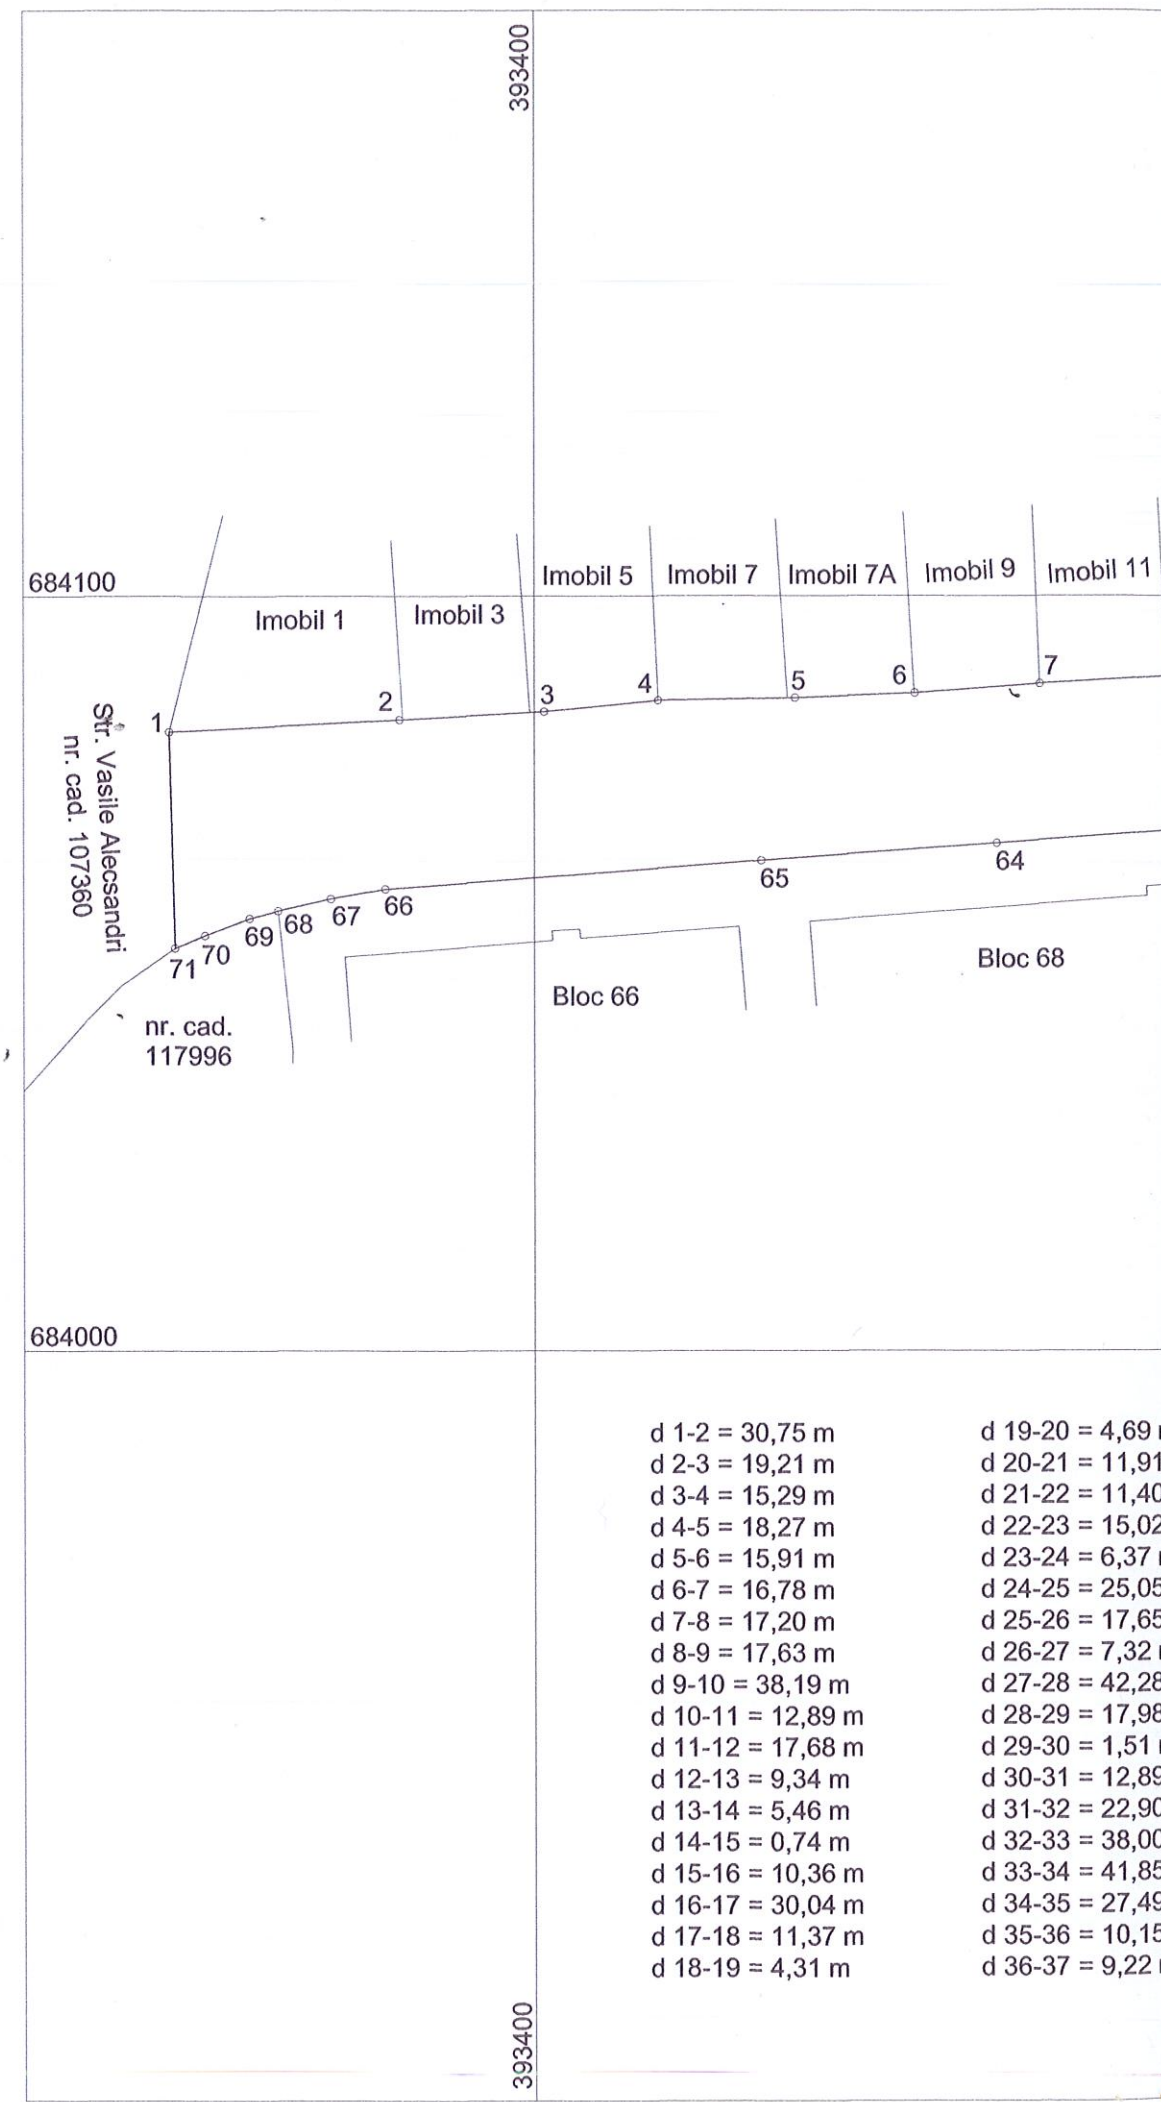 393400
684100
Imobil 1
Imobil 3
Imobil 5
Imobil 7
Imobil 7A
Imobil 9
Imobil 11
1
2
3
4
5
6
7
Str. Vasile Alecsandri
nr. cad. 107360
64
65
66
67
68
69
70
71
Bloc 66
Bloc 68
nr. cad.
117996
684000
d 1-2 = 30,75 m
d 2-3 = 19,21 m
d 3-4 = 15,29 m
d 4-5 = 18,27 m
d 5-6 = 15,91 m
d 6-7 = 16,78 m
d 7-8 = 17,20 m
d 8-9 = 17,63 m
d 9-10 = 38,19 m
d 10-11 = 12,89 m
d 11-12 = 17,68 m
d 12-13 = 9,34 m
d 13-14 = 5,46 m
d 14-15 = 0,74 m
d 15-16 = 10,36 m
d 16-17 = 30,04 m
d 17-18 = 11,37 m
d 18-19 = 4,31 m
d 19-20 = 4,69
d 20-21 = 11,91
d 21-22 = 11,40
d 22-23 = 15,02
d 23-24 = 6,37
d 24-25 = 25,05
d 25-26 = 17,65
d 26-27 = 7,32
d 27-28 = 42,28
d 28-29 = 17,98
d 29-30 = 1,51
d 30-31 = 12,89
d 31-32 = 22,90
d 32-33 = 38,00
d 33-34 = 41,85
d 34-35 = 27,49
d 35-36 = 10,15
d 36-37 = 9,22
393400